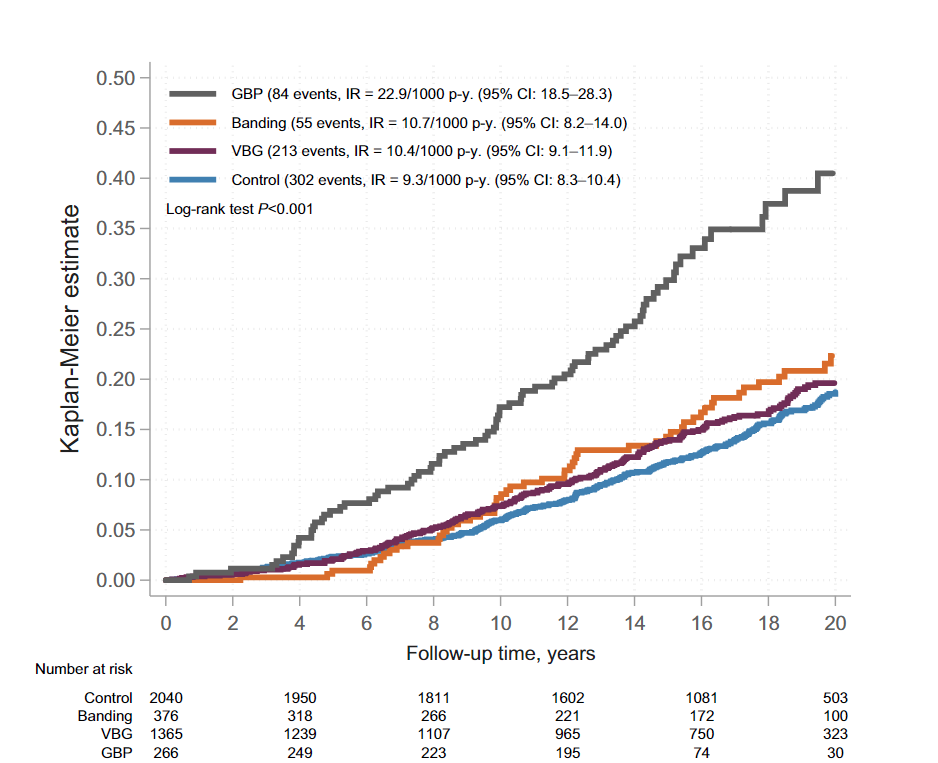 0.50
GBP (84 events, IR = 22.9/1000 p-y. (95% CI: 18.5–28.3)
0.45
Banding (55 events, IR = 10.7/1000 p-y. (95% CI: 8.2–14.0)
VBG (213 events, IR = 10.4/1000 p-y. (95% CI: 9.1–11.9)
0.40
Control (302 events, IR = 9.3/1000 p-y. (95% CI: 8.3–10.4)
Log-rank test P<0.001
0.35
0.30
0.25
0.20
0.15
0.10
0.05
0.00
Kaplan-Meier estimate
0 2 4 6 8 10 12 14 16 18 20
Follow-up time, years
Number at risk
Control 2040 1950 1811 1602 1081 503
Banding 376 318 266 221 172 100
VBG 1365 1239 1107 965 750 323
GBP 266 249 223 195 74 30